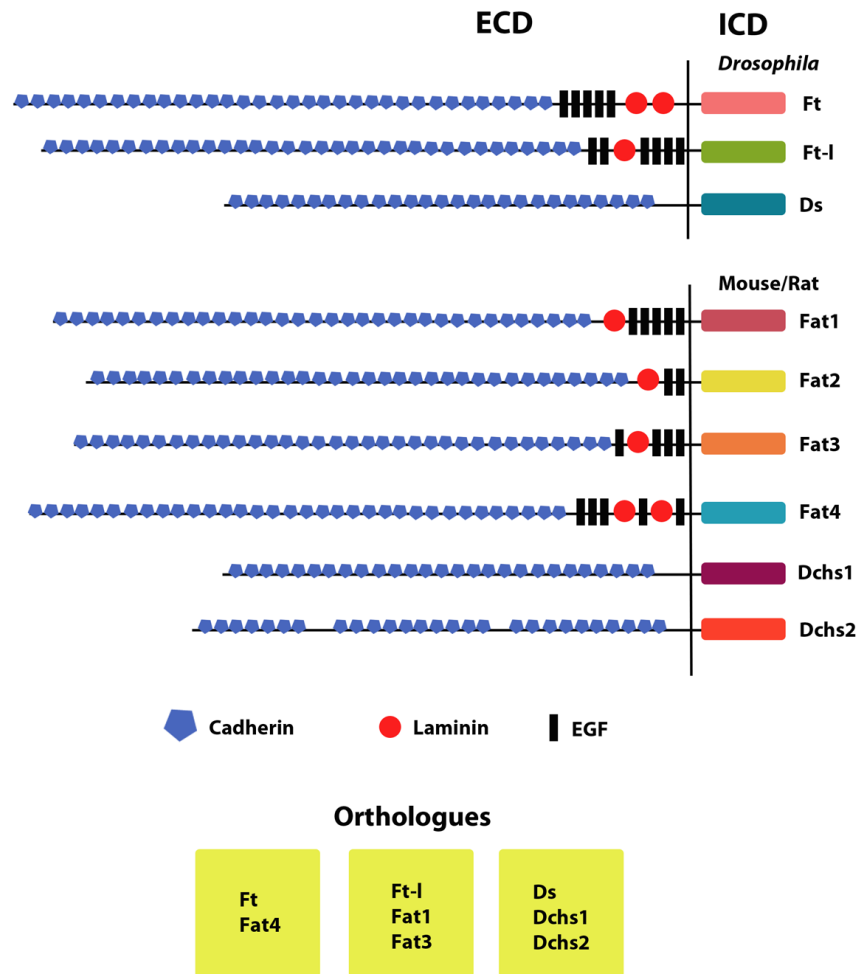 ECD
ICD
Drosophila
Ft
Ft-l
Ds
Mouse/Rat
Fat1
Fat2
Fat3
Fat4
Dchs1
Dchs2
Cadherin
Laminin
EGF
Orthologues
Ft
Fat4
Ft-l
Fat1
Fat3
Ds
Dchs1
Dchs2